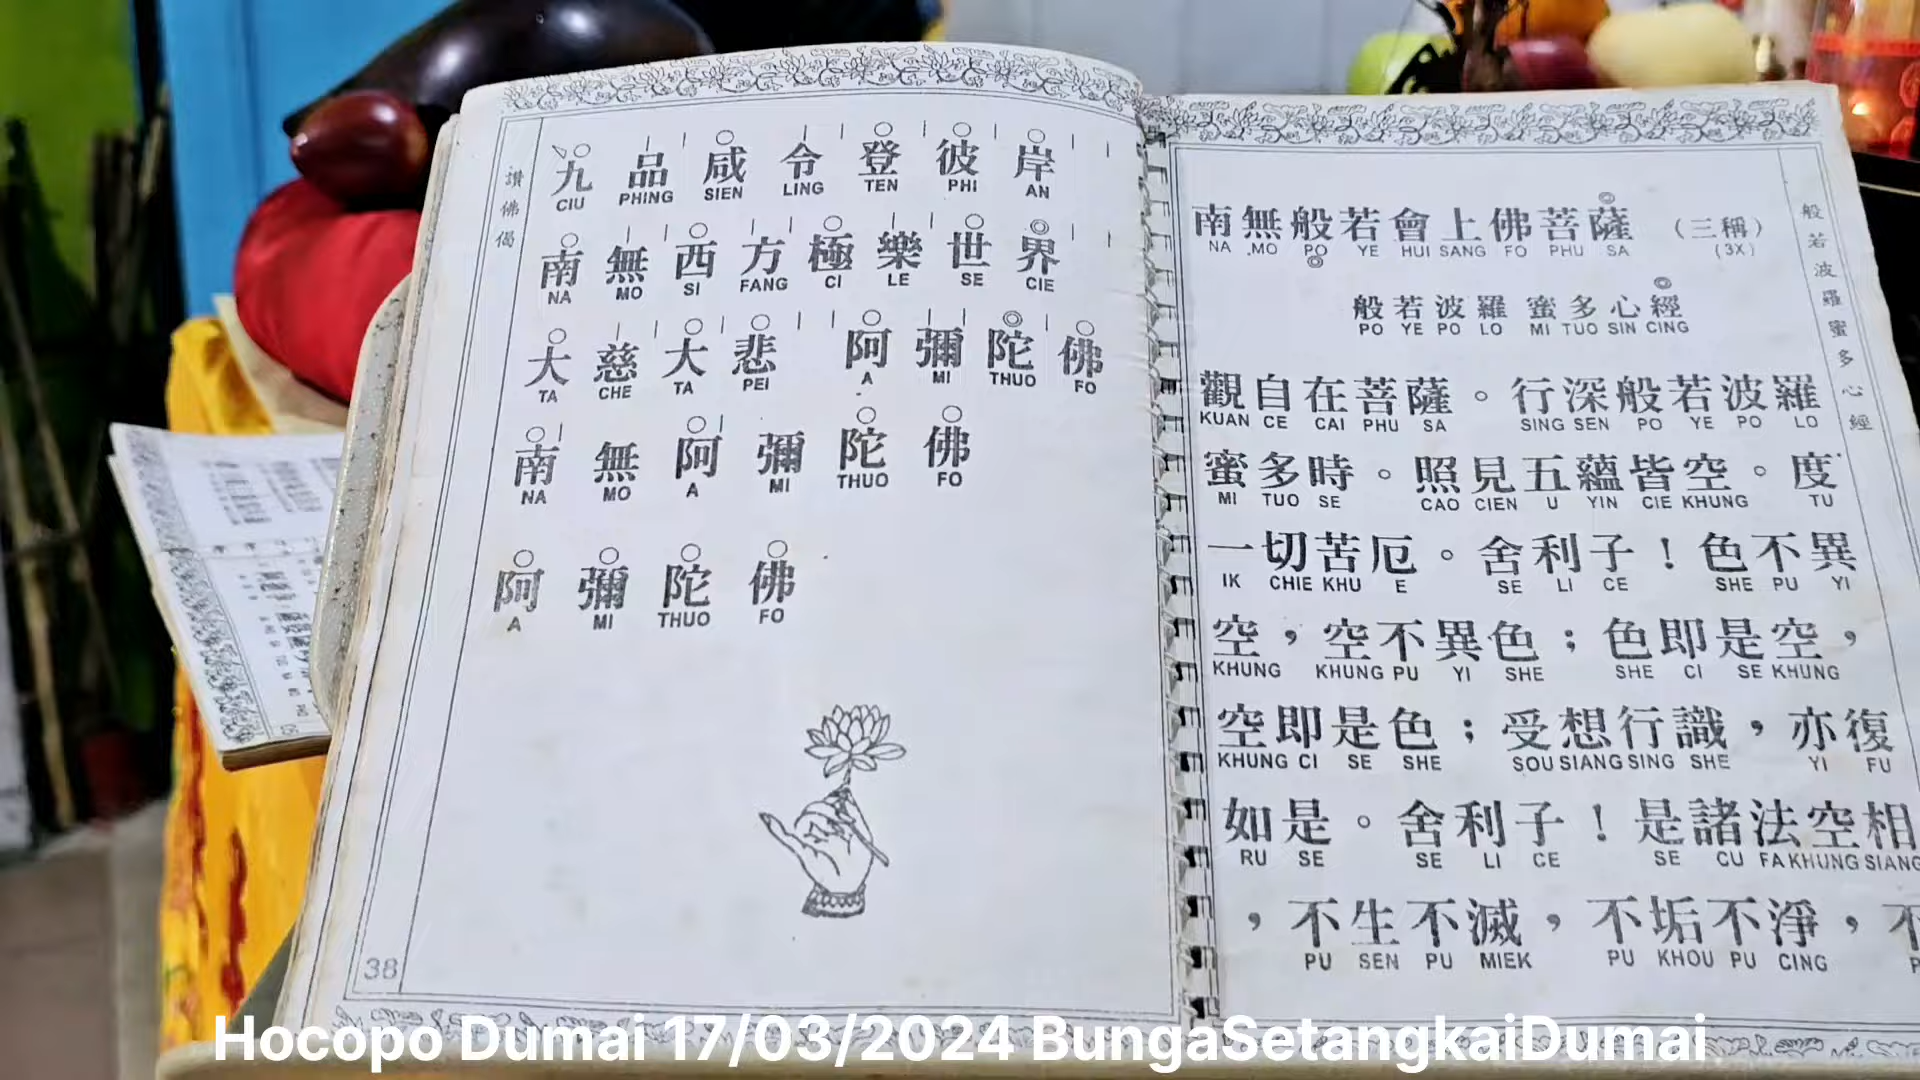 讚佛偈
九品咸令登彼岸
CIU PHING SIEN LING TEN PHI AN
南無西方極樂世界
NA MO SI FANG CI LE SE CIE
大慈大悲 阿彌陀佛
TA CHE TA PEI A MI THUO FO
南無阿彌陀佛
NA MO A MI THUO FO
阿彌陀佛
A MI THUO FO
38
般若波羅蜜多心經
南無般若會上佛菩薩 (三稱)
NA MO PO YE HUI SANG FO PHU SA (3X)
般若波羅蜜多心經
PO YE PO LO MI TUO SIN CING
觀自在菩薩。行深般若波羅
KUAN CE CAI PHU SA SING SEN PO YE PO LO
蜜多時。照見五蘊皆空。度
MI TUO SE CAO CIEN U YIN CIE KHUNG TU
一切苦厄。舍利子！色不異
IK CHIE KHU E SE LI CE SHE PU YI
空，空不異色；色即是空，
KHUNG KHUNG PU YI SHE SHE CI SE KHUNG
空即是色；受想行識，亦復
KHUNG CI SE SHE SOU SIANG SING SHE YI FU
如是。舍利子！是諸法空相
RU SE SE LI CE SE CU FA KHUNG SIANG
，不生不滅，不垢不淨，不
PU SEN PU MIEK PU KHOU PU CING
Hocopo Dumai 17/03/2024 BungaSetangkaiDumai